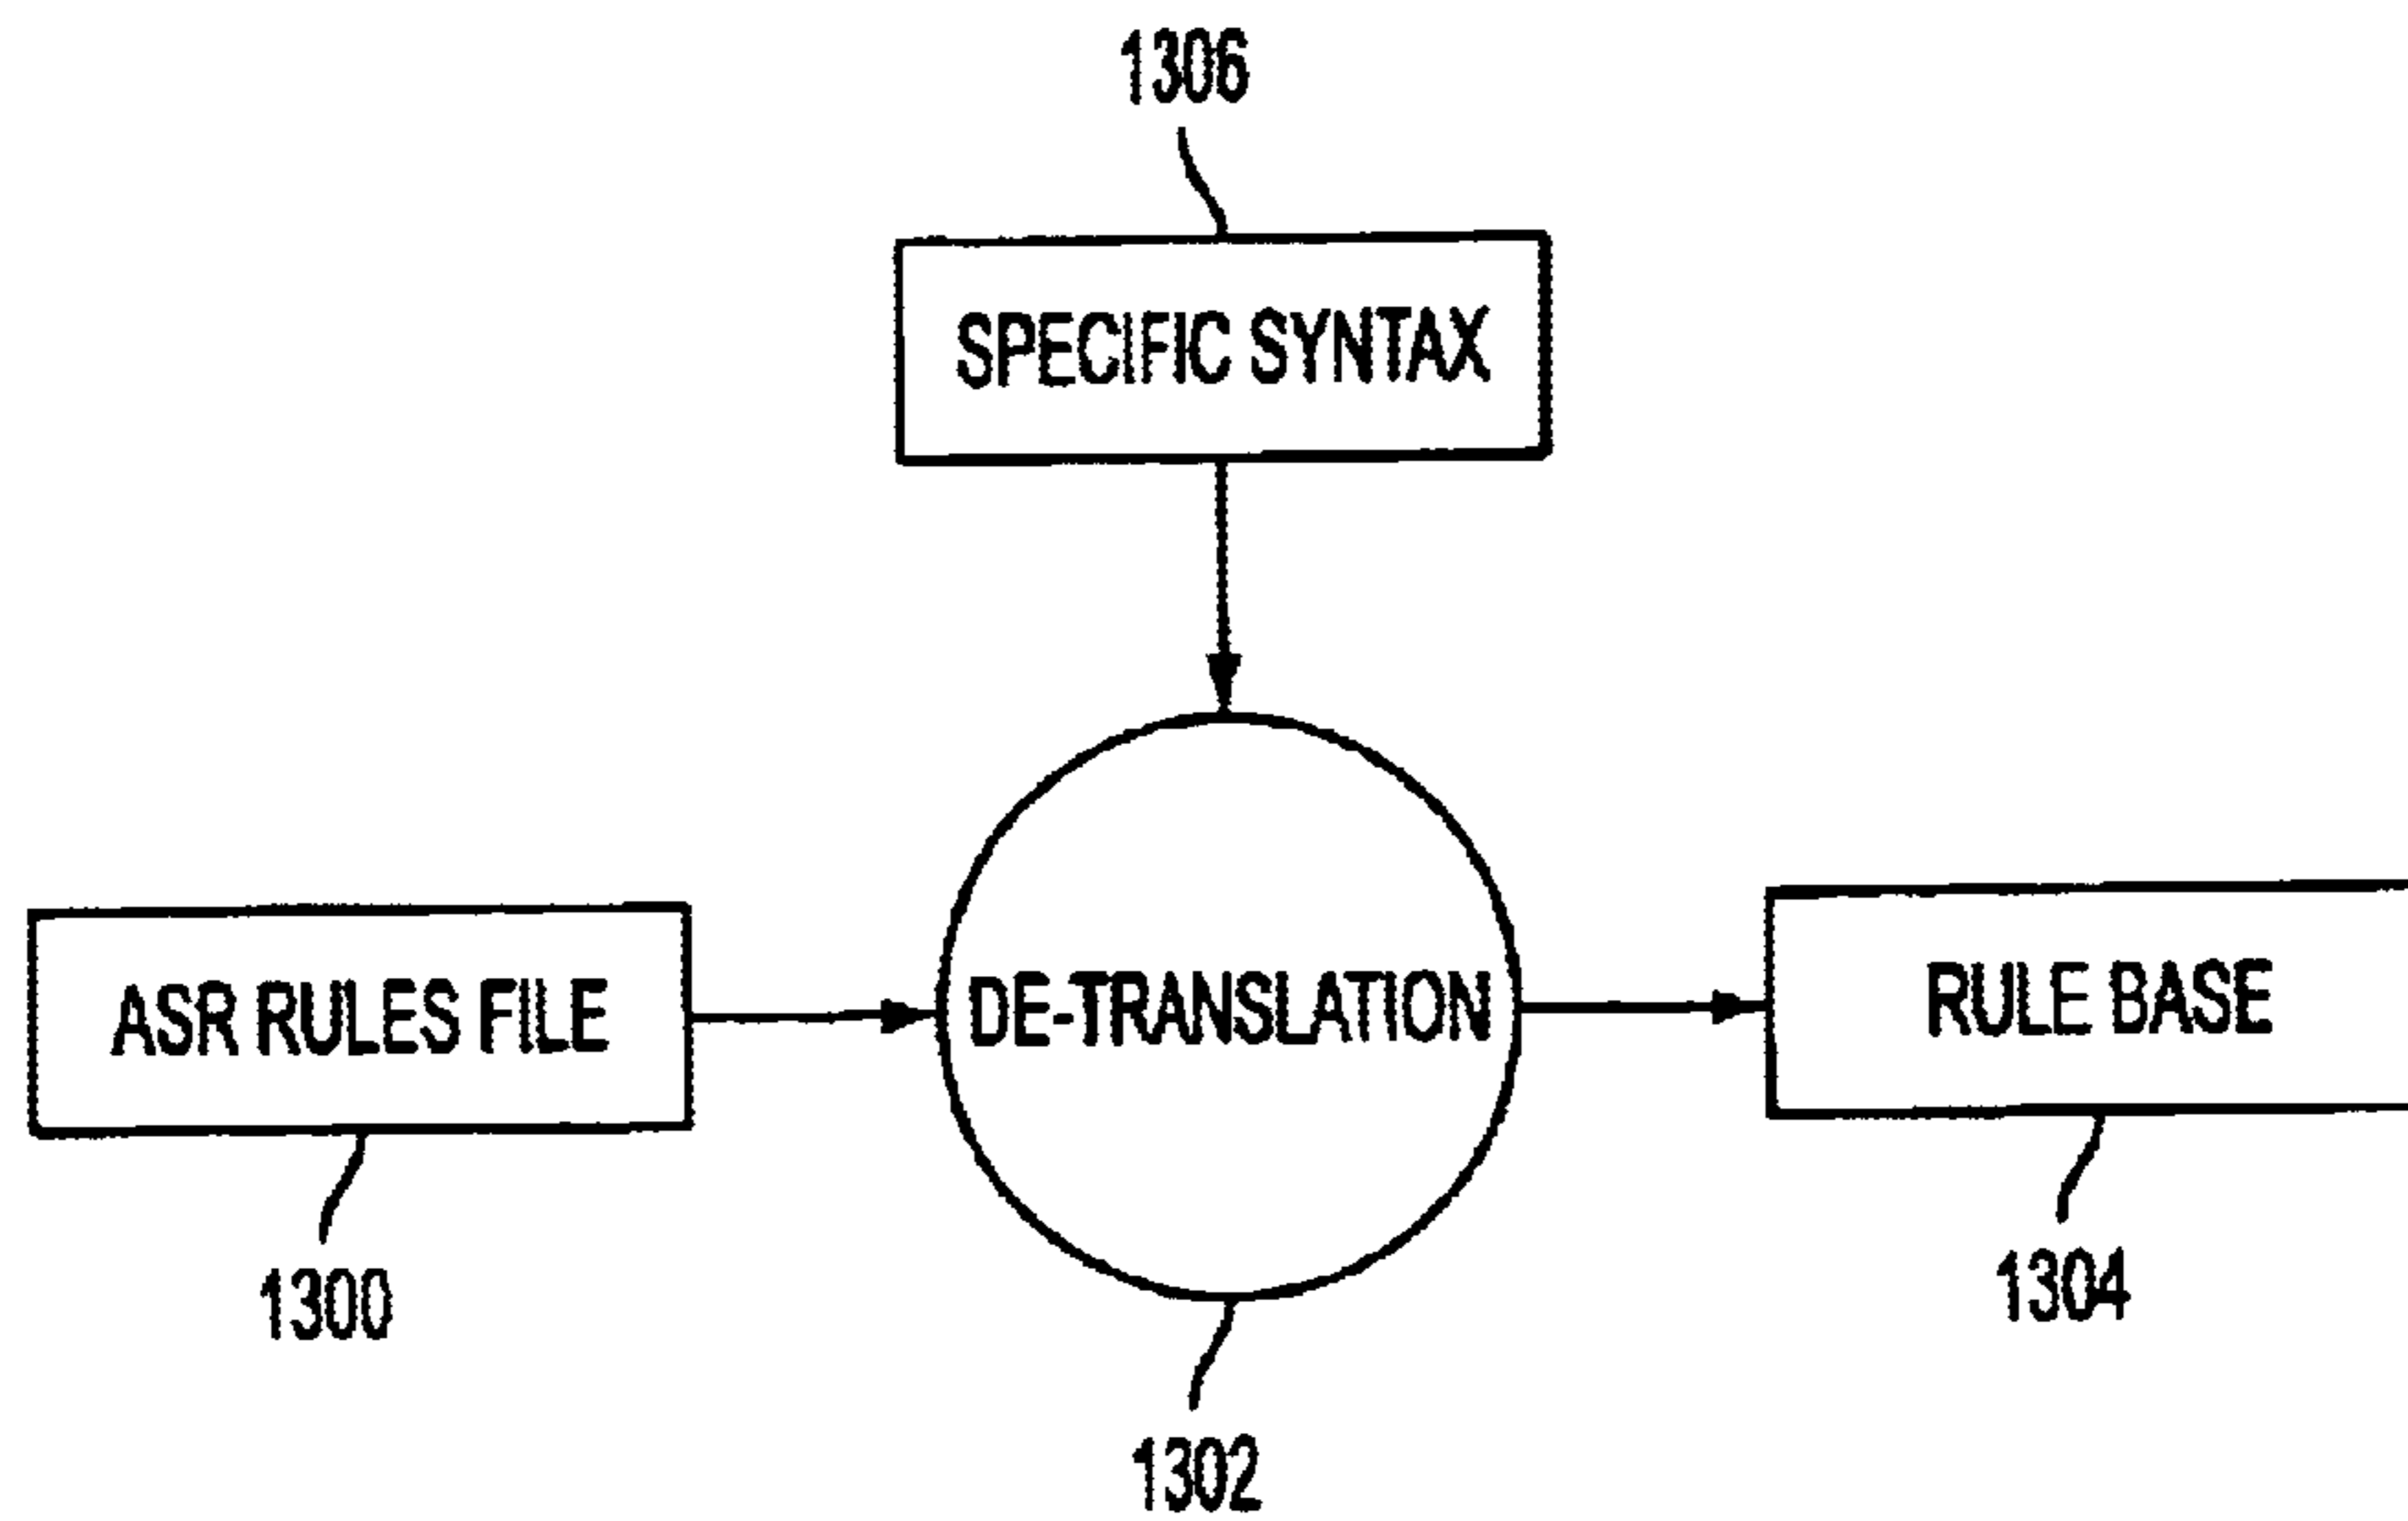 1306
SPECIFIC SYNTAX
ASR RULES FILE
DE-TRANSLATION
RULE BASE
1300
1304
1302